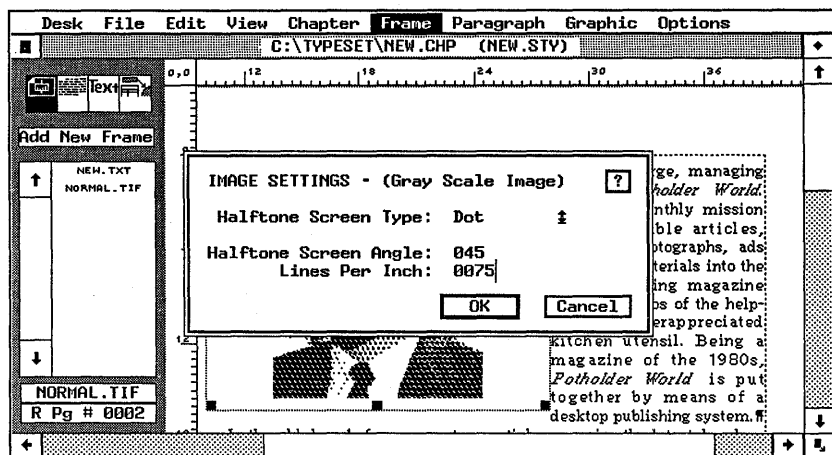 Desk File Edit View Chapter Frame Paragraph Graphic Options
C:\TYPESET\NEW.CHP (NEW.STY)
0,0 12 18 24 30 36
Text
Add New Frame
NEW.TXT
NORMAL.TIF
NORMAL.TIF
R Pg # 0002
IMAGE SETTINGS - (Gray Scale Image) ?
Halftone Screen Type: Dot
Halftone Screen Angle: 045
Lines Per Inch: 0075
OK Cancel
rge, managing
holder World.
nthly mission
ble articles,
otographs, ads
terials into the
ing magazine
os of the help-
erappreciated
kitchen utensil. Being a
magazine of the 1980s,
Potholder World is put
together by means of a
desktop publishing system.¶